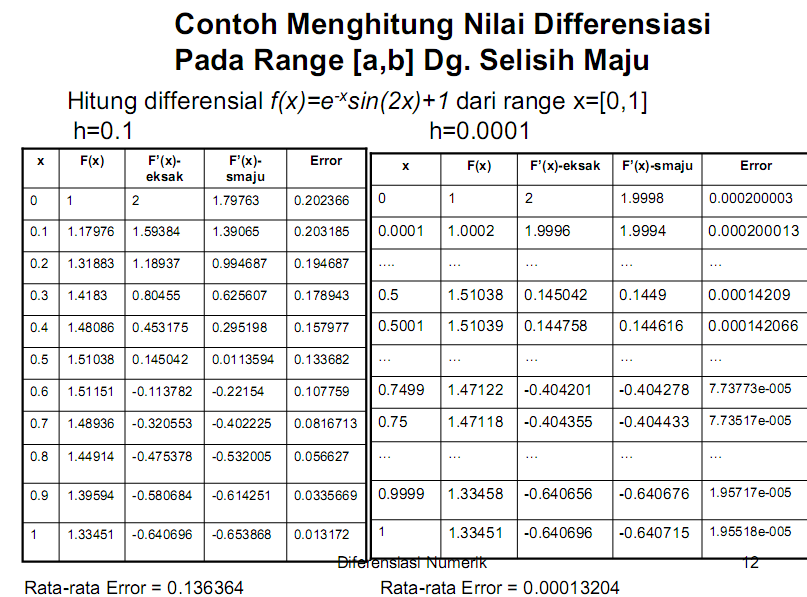 Contoh Menghitung Nilai Differensiasi
Pada Range [a,b] Dg. Selisih Maju
Hitung differensial f(x)=e-xsin(2x)+1 dari range x=[0,1]
h=0.1
x F(x) F'(x)-eksak F'(x)-smaju Error
0 1 2 1.79763 0.202366
0.1 1.17976 1.59384 1.39065 0.203185
0.2 1.31883 1.18937 0.994687 0.194687
0.3 1.4183 0.80455 0.625607 0.178943
0.4 1.48086 0.453175 0.295198 0.157977
0.5 1.51038 0.145042 0.0113594 0.133682
0.6 1.51151 -0.113782 -0.22154 0.107759
0.7 1.48936 -0.320553 -0.402225 0.0816713
0.8 1.44914 -0.475378 -0.532005 0.056627
0.9 1.39594 -0.580684 -0.614251 0.0335669
1 1.33451 -0.640696 -0.653868 0.013172
Rata-rata Error = 0.136364
h=0.0001
x F(x) F'(x)-eksak F'(x)-smaju Error
0 1 2 1.9998 0.000200003
0.0001 1.0002 1.9996 1.9994 0.000200013
.... ... ... ... ...
0.5 1.51038 0.145042 0.1449 0.00014209
0.5001 1.51039 0.144758 0.144616 0.000142066
... ... ... ... ...
0.7499 1.47122 -0.404201 -0.404278 7.73773e-005
0.75 1.47118 -0.404355 -0.404433 7.73517e-005
... ... ... ... ...
0.9999 1.33458 -0.640656 -0.640676 1.95717e-005
1 1.33451 -0.640696 -0.640715 1.95518e-005
Rata-rata Error = 0.00013204
Diferensiasi Numerik
12